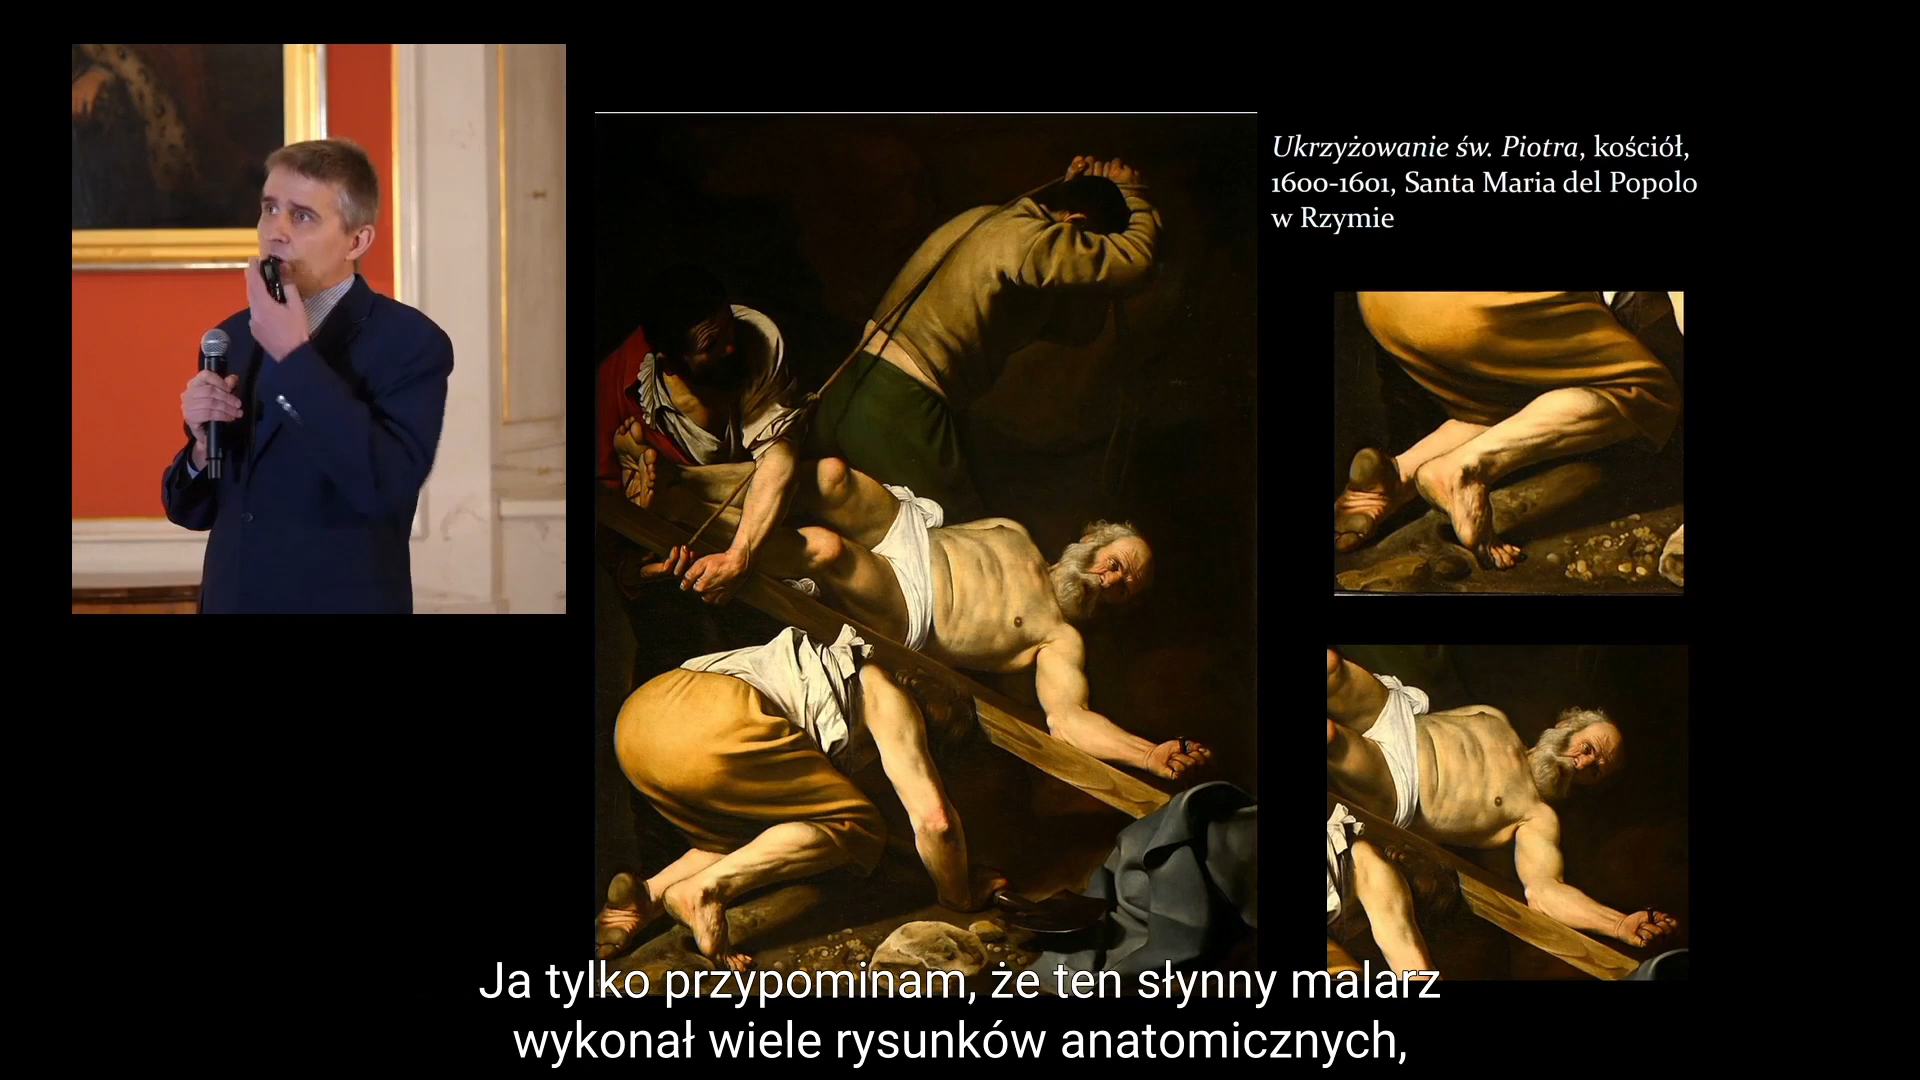 Ukrzyżowanie św. Piotra, kościół,
1600-1601, Santa Maria del Popolo
w Rzymie
Ja tylko przypominam, że ten słynny malarz
wykonał wiele rysunków anatomicznych,